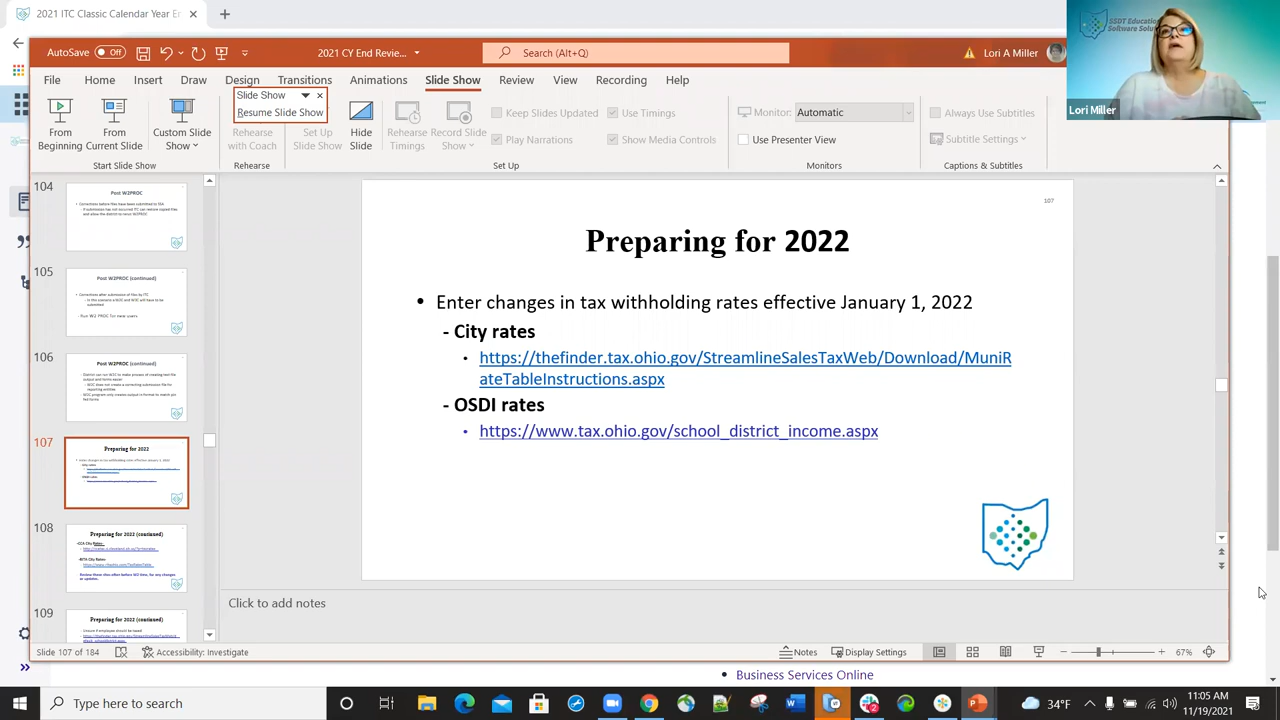 2021 ITC Classic Calendar Year En
AutoSave Off
2021 CY End Revie...
Search (Alt+Q)
Lori A Miller
SSDT Education
Software Solu
Lori Miller
File Home Insert Draw Design Transitions Animations Slide Show Review View Recording Help
Slide Show
Resume Slide Show
From Beginning
From Current Slide
Custom Slide Show
Rehearse with Coach
Set Up Slide Show
Hide Slide
Rehearse Timings
Record Slide Show
Keep Slides Updated
Use Timings
Play Narrations
Show Media Controls
Monitor: Automatic
Use Presenter View
Always Use Subtitles
Subtitle Settings
Start Slide Show
Rehearse
Set Up
Monitors
Captions & Subtitles
104
Post W2PROC
105
Post W2PROC (continued)
106
Post W2PROC (continued)
107
Preparing for 2022
108
Preparing for 2022 (continued)
109
Preparing for 2022 (continued)
107
Preparing for 2022
• Enter changes in tax withholding rates effective January 1, 2022
- City rates
• https://thefinder.tax.ohio.gov/StreamlineSalesTaxWeb/Download/MuniR
ateTableInstructions.aspx
- OSDI rates
• https://www.tax.ohio.gov/school_district_income.aspx
Click to add notes
Slide 107 of 184
Accessibility: Investigate
Notes
Display Settings
67%
• Business Services Online
Type here to search
34°F
11:05 AM
11/19/2021